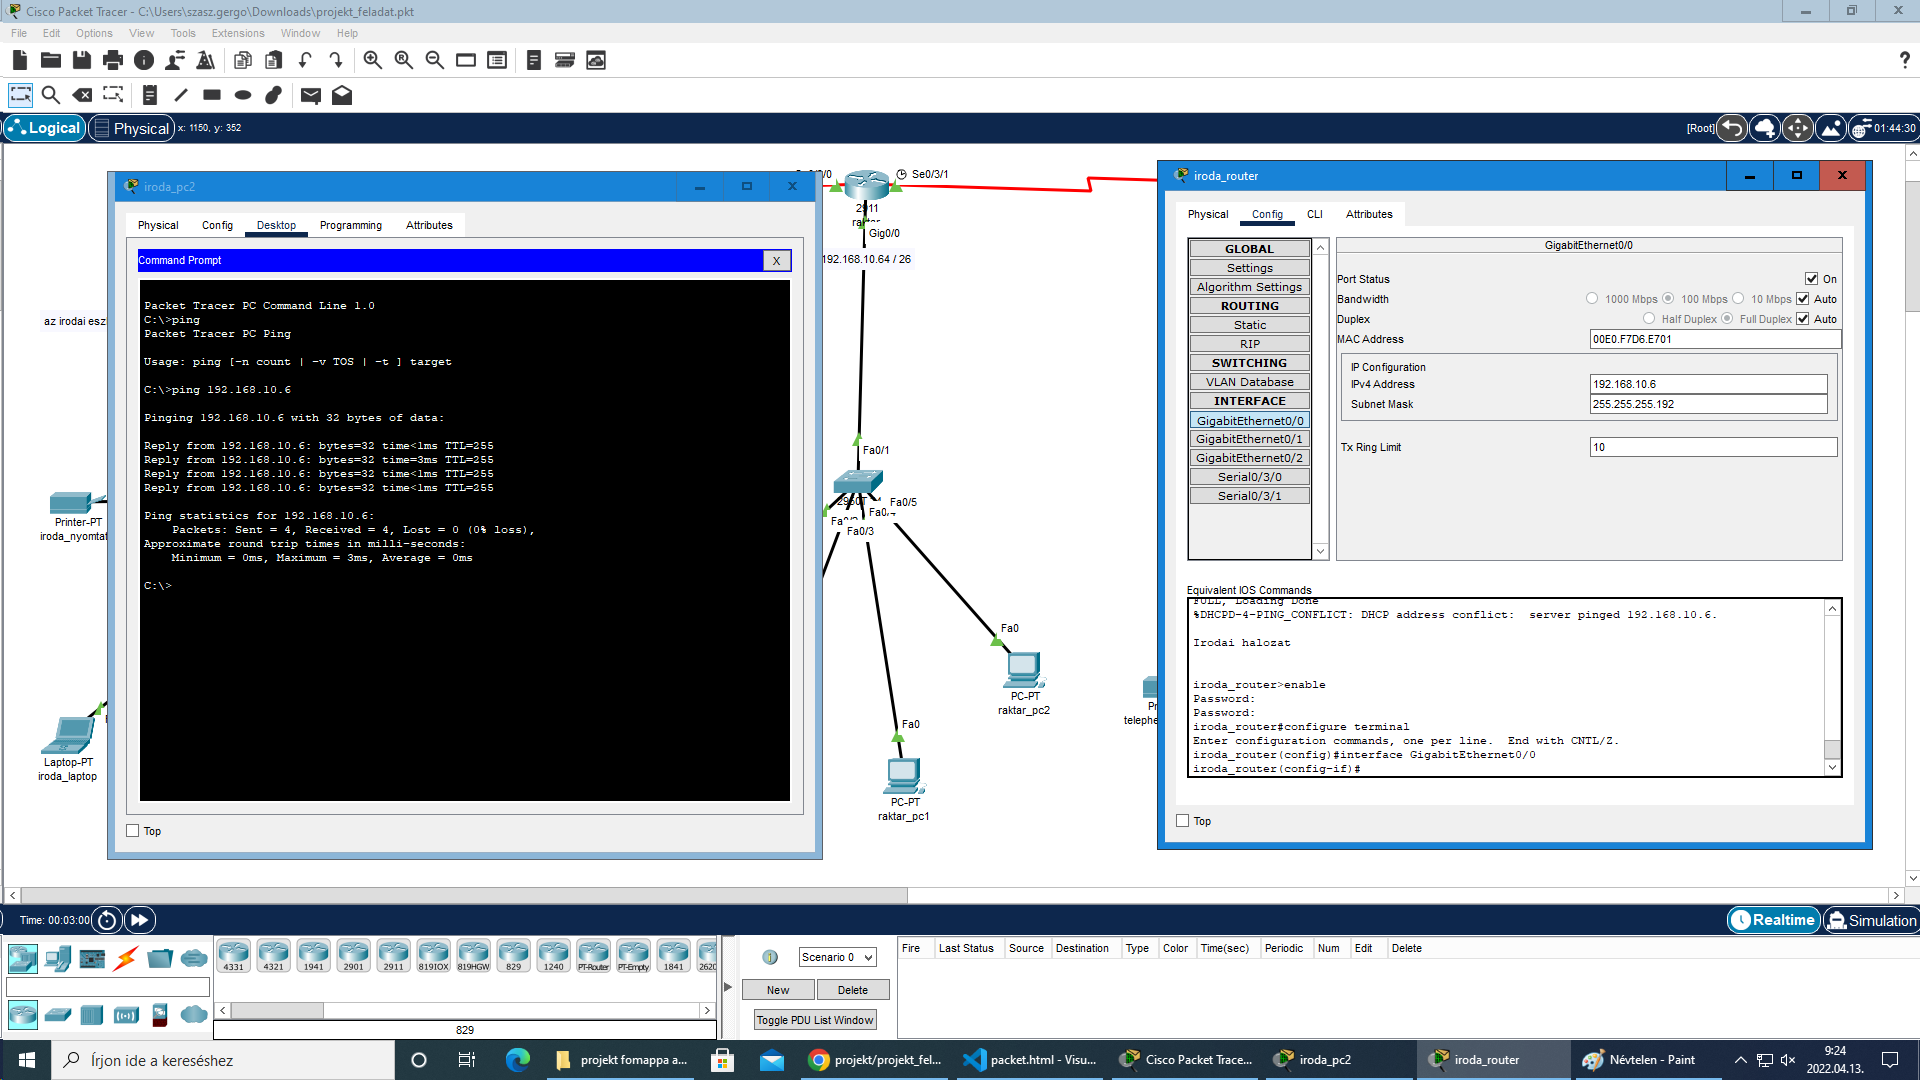 Cisco Packet Tracer - C:\Users\szasz.gergo\Downloads\projekt_feladat.pkt
File Edit Options View Tools Extensions Window Help
Logical Physical x: 1150, y: 352
[Root] 01:44:30
iroda_pc2
Physical Config Desktop Programming Attributes
Command Prompt X
Packet Tracer PC Command Line 1.0
C:\>ping
Packet Tracer PC Ping
Usage: ping [-n count | -v TOS | -t ] target
C:\>ping 192.168.10.6
Pinging 192.168.10.6 with 32 bytes of data:
Reply from 192.168.10.6: bytes=32 time<1ms TTL=255
Reply from 192.168.10.6: bytes=32 time=3ms TTL=255
Reply from 192.168.10.6: bytes=32 time<1ms TTL=255
Reply from 192.168.10.6: bytes=32 time<1ms TTL=255
Ping statistics for 192.168.10.6:
Packets: Sent = 4, Received = 4, Lost = 0 (0% loss),
Approximate round trip times in milli-seconds:
Minimum = 0ms, Maximum = 3ms, Average = 0ms
C:\>
Top
az irodai
Printer-PT
Laptop-PT
iroda_laptop
Se0/3/1
2911
Gig0/0
192.168.10.64 / 26
Fa0/1
Fa0/5
Fa0/3
Fa0
PC-PT
raktar_pc2
Fa0
PC-PT
raktar_pc1
iroda_router
Physical Config CLI Attributes
GLOBAL
Settings
Algorithm Settings
ROUTING
Static
RIP
SWITCHING
VLAN Database
INTERFACE
GigabitEthernet0/0
GigabitEthernet0/1
GigabitEthernet0/2
Serial0/3/0
Serial0/3/1
GigabitEthernet0/0
Port Status On
Bandwidth 1000 Mbps 100 Mbps 10 Mbps Auto
Duplex Half Duplex Full Duplex Auto
MAC Address 00E0.F7D6.E701
IP Configuration
IPv4 Address 192.168.10.6
Subnet Mask 255.255.255.192
Tx Ring Limit 10
Equivalent IOS Commands
FULL, Loading Done
%DHCPD-4-PING_CONFLICT: DHCP address conflict: server pinged 192.168.10.6.
Irodai halozat
iroda_router>enable
Password:
Password:
iroda_router#configure terminal
Enter configuration commands, one per line. End with CNTL/Z.
iroda_router(config)#interface GigabitEthernet0/0
iroda_router(config-if)#
Top
Time: 00:03:00 Realtime Simulation
4331 4321 1941 2901 2911 819IOX 819HGW 829 1240 PT-Router PT-Empty 1841 2620
829
Scenario 0
New Delete
Toggle PDU List Window
Fire Last Status Source Destination Type Color Time(sec) Periodic Num Edit Delete
Írjon ide a kereséshez
projekt fomappa a...
projekt/projekt_fel...
packet.html - Visu...
Cisco Packet Trace...
iroda_pc2
iroda_router
Névtelen - Paint
9:24
2022.04.13.